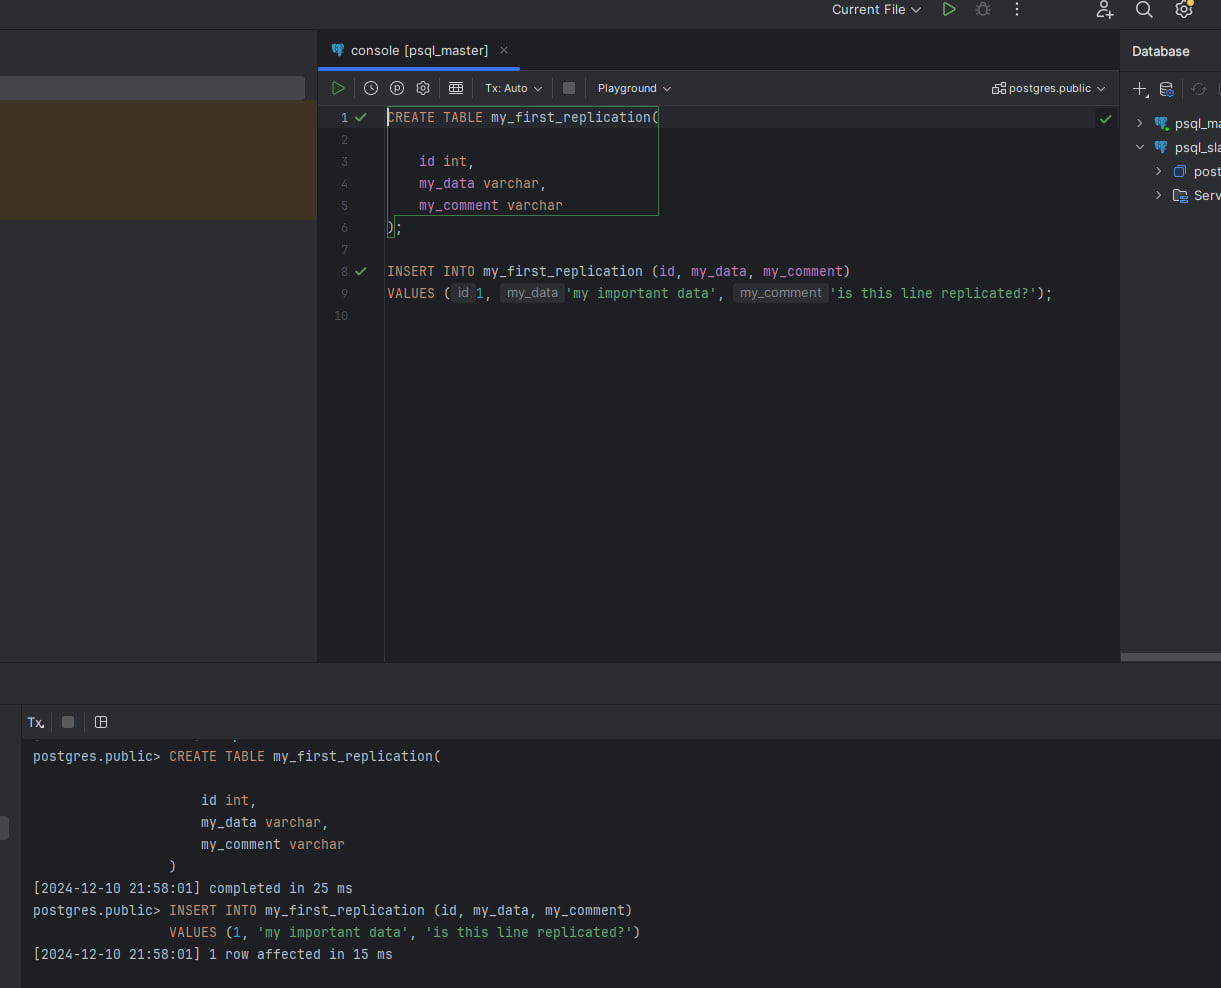 Current File
console [psql_master]
Database
Tx: Auto
Playground
postgres.public
1 CREATE TABLE my_first_replication(
2
3 id int,
4 my_data varchar,
5 my_comment varchar
6 );
7
8 INSERT INTO my_first_replication (id, my_data, my_comment)
9 VALUES ( id 1, my_data 'my important data', my_comment 'is this line replicated?');
10
psql_ma
psql_sla
post
Serv
Tx
postgres.public> CREATE TABLE my_first_replication(
id int,
my_data varchar,
my_comment varchar
)
[2024-12-10 21:58:01] completed in 25 ms
postgres.public> INSERT INTO my_first_replication (id, my_data, my_comment)
VALUES (1, 'my important data', 'is this line replicated?')
[2024-12-10 21:58:01] 1 row affected in 15 ms